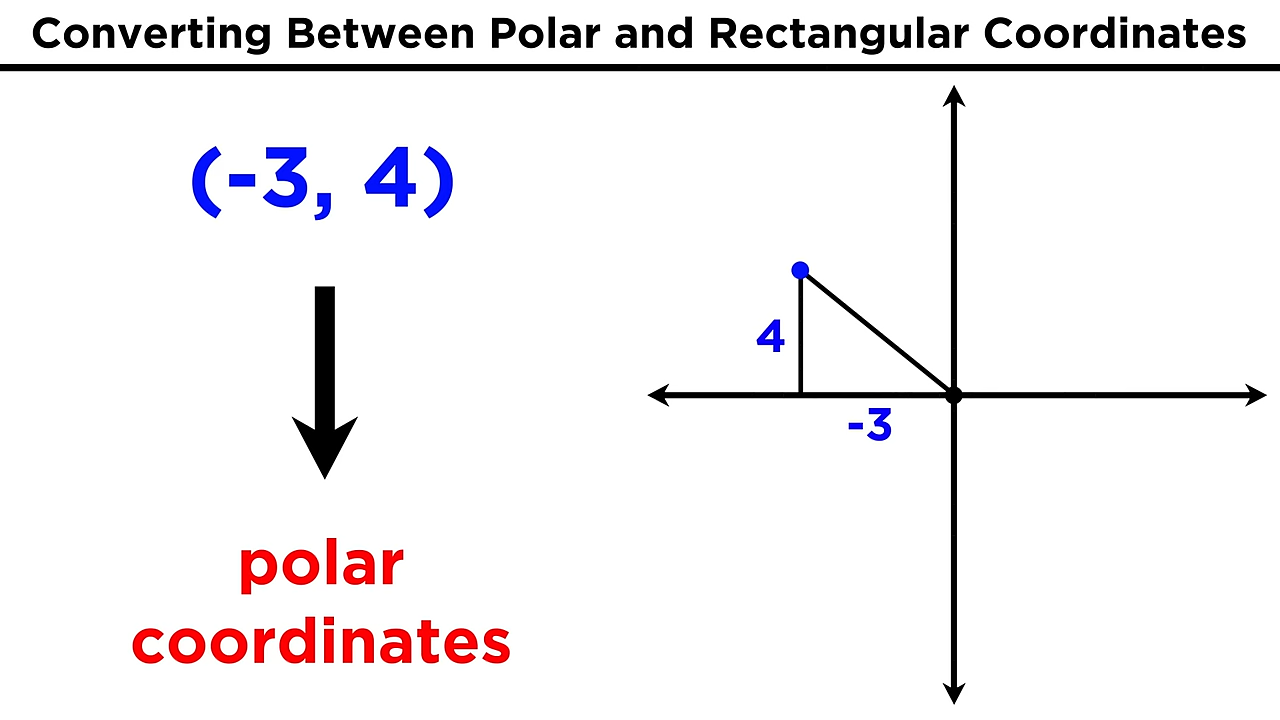 Converting Between Polar and Rectangular Coordinates
(-3, 4)
4
-3
polar
coordinates